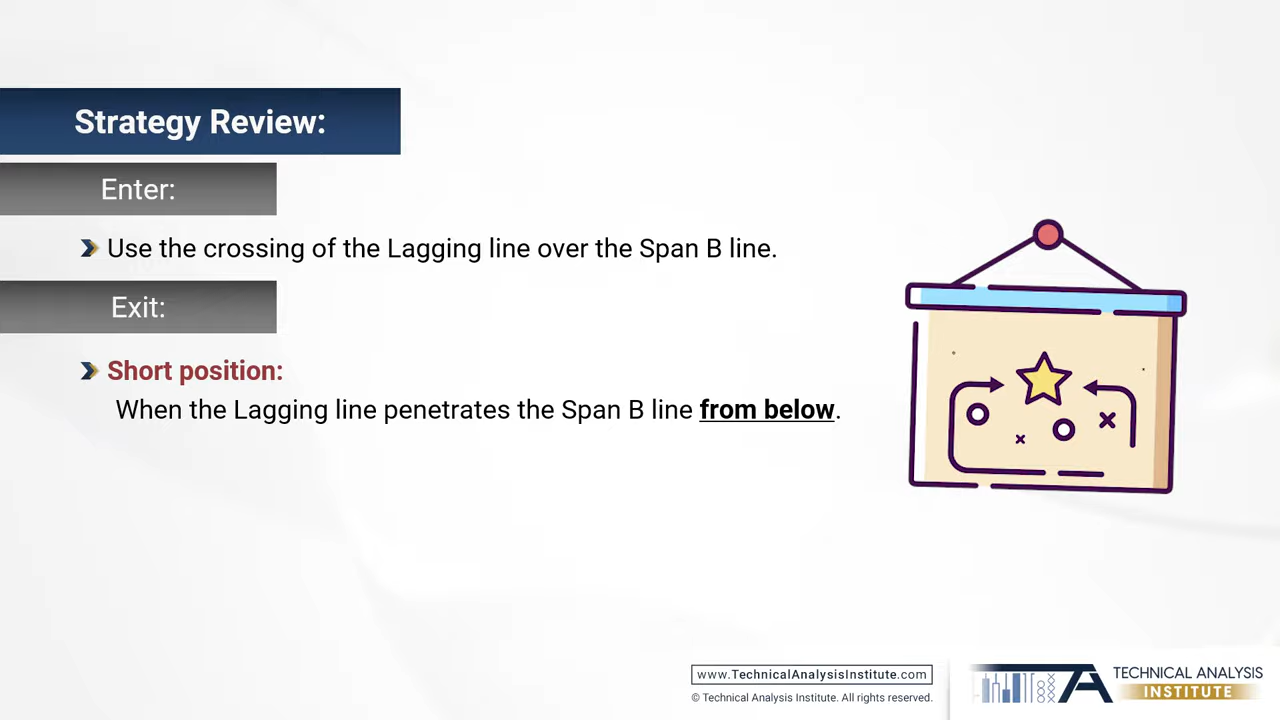 Strategy Review:
Enter:
Use the crossing of the Lagging line over the Span B line.
Exit:
Short position:
When the Lagging line penetrates the Span B line from below.
www.TechnicalAnalysisInstitute.com
© Technical Analysis Institute. All rights reserved.
TA
TECHNICAL ANALYSIS
INSTITUTE